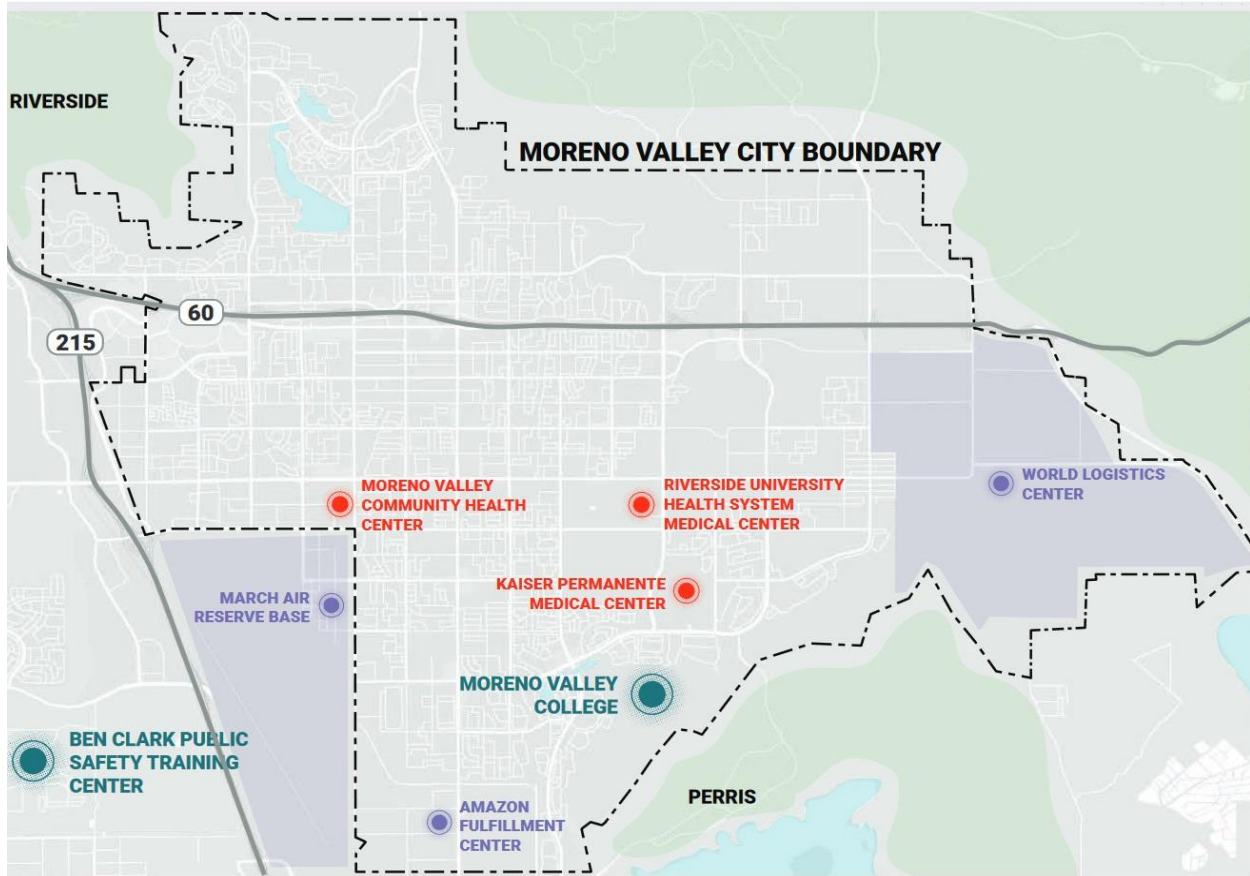 RIVERSIDE
MORENO VALLEY CITY BOUNDARY
60
215
MORENO VALLEY
COMMUNITY HEALTH
CENTER
RIVERSIDE UNIVERSITY
HEALTH SYSTEM
MEDICAL CENTER
WORLD LOGISTICS
CENTER
MARCH AIR
RESERVE BASE
KAISER PERMANENTE
MEDICAL CENTER
MORENO VALLEY
COLLEGE
BEN CLARK PUBLIC
SAFETY TRAINING
CENTER
PERRIS
AMAZON
FULFILLMENT
CENTER